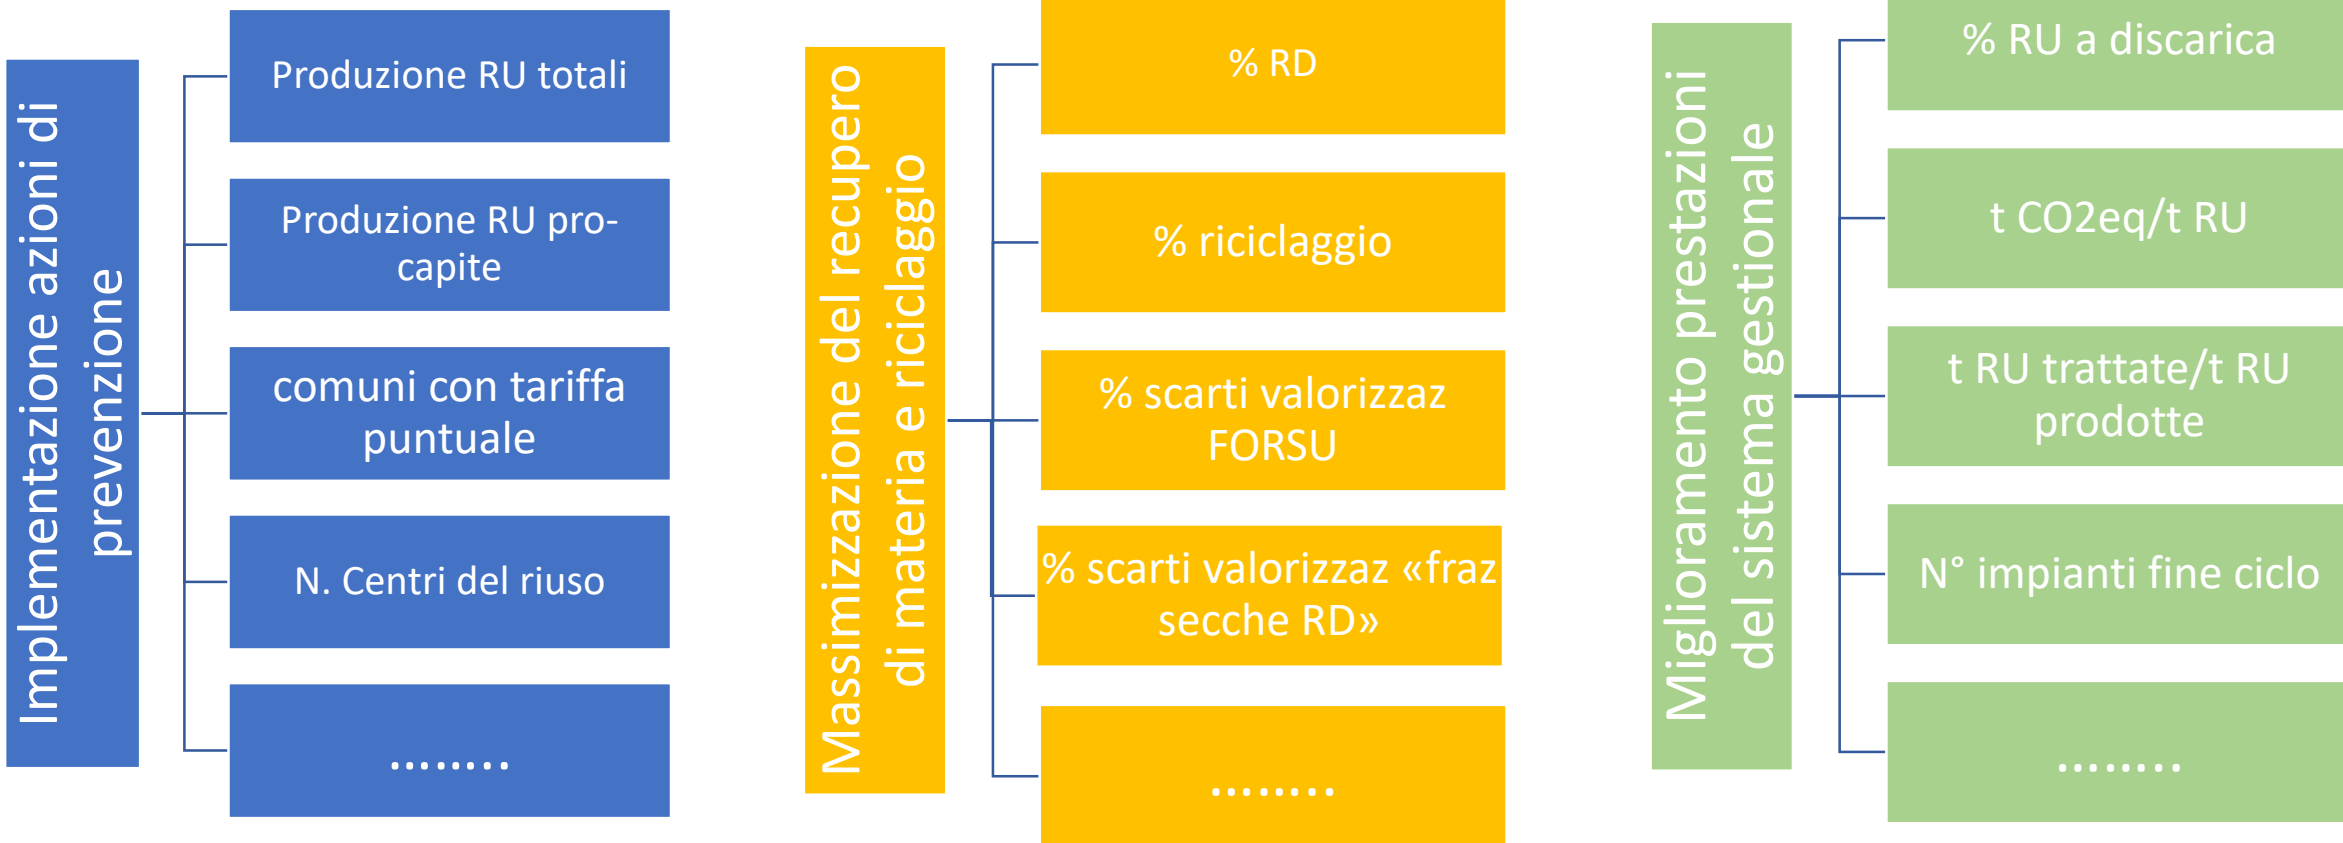 Implementazione azioni di
prevenzione
Produzione RU totali
Produzione RU pro-
capite
comuni con tariffa
puntuale
N. Centri del riuso
........
Massimizzazione del recupero
di materia e riciclaggio
% RD
% riciclaggio
% scarti valorizzaz
FORSU
% scarti valorizzaz «fraz
secche RD»
........
Miglioramento prestazioni
del sistema gestionale
% RU a discarica
t CO2eq/t RU
t RU trattate/t RU
prodotte
N° impianti fine ciclo
........